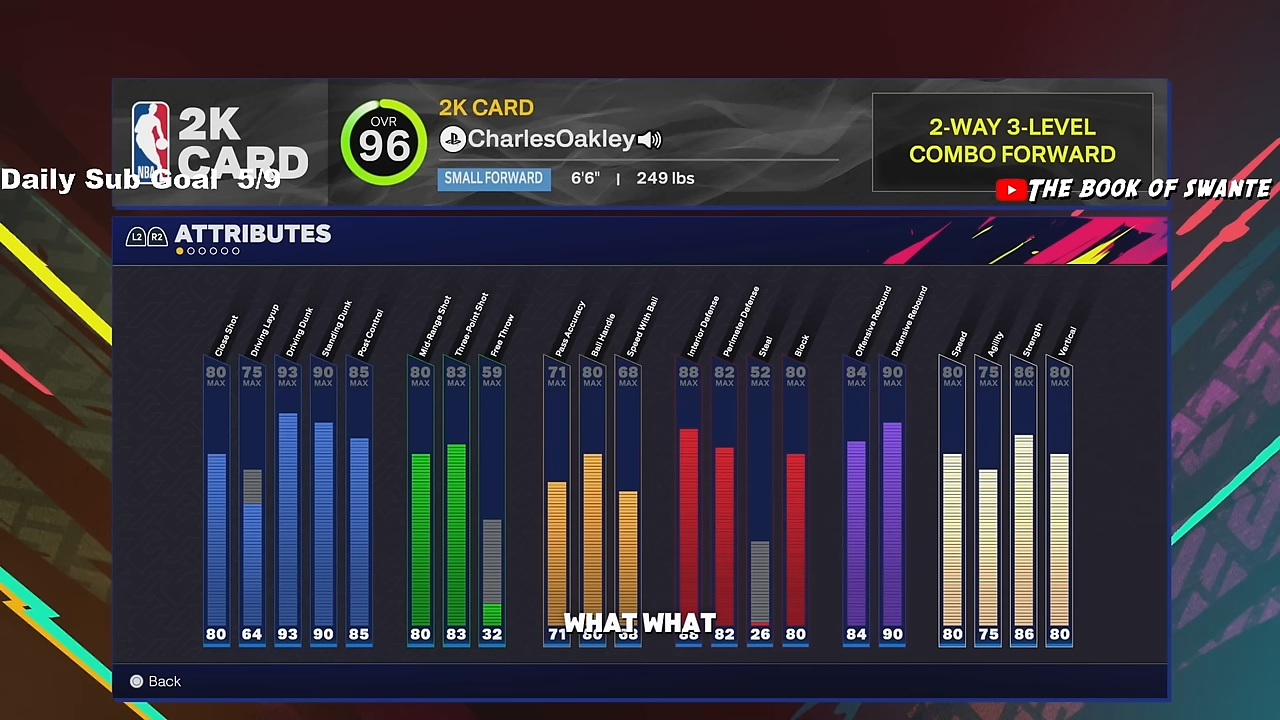 2K
CARD
NBA
OVR
96
2K CARD
CharlesOakley
SMALL FORWARD 6'6" | 249 lbs
2-WAY 3-LEVEL
COMBO FORWARD
Daily Sub Goal 5/9
THE BOOK OF SWANTE
L2 R2 ATTRIBUTES
Close Shot Driving Layup Driving Dunk Standing Dunk Post Control Mid-Range Shot Three-Point Shot Free Throw Pass Accuracy Ball Handle Speed With Ball Interior Defense Perimeter Defense Steal Block Offensive Rebound Defensive Rebound Speed Agility Strength Vertical
80 75 93 90 85 80 83 59 71 80 68 88 82 52 80 84 90 80 75 86 80
MAX MAX MAX MAX MAX MAX MAX MAX MAX MAX MAX MAX MAX MAX MAX MAX MAX MAX MAX MAX MAX
WHAT WHAT
80 64 93 90 85 80 83 32 71 80 68 88 82 26 80 84 90 80 75 86 80
Back